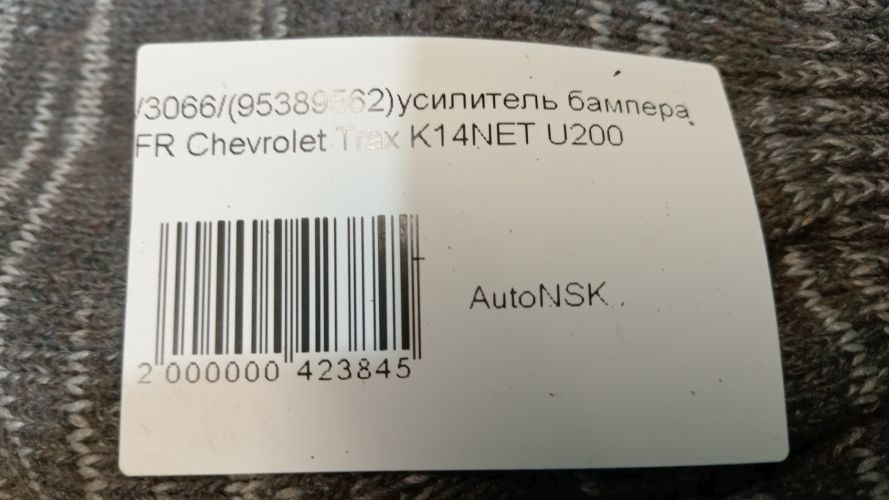 /3066/(95389562)усилитель бампера
FR Chevrolet Trax K14NET U200
AutoNSK
2 000000 423845